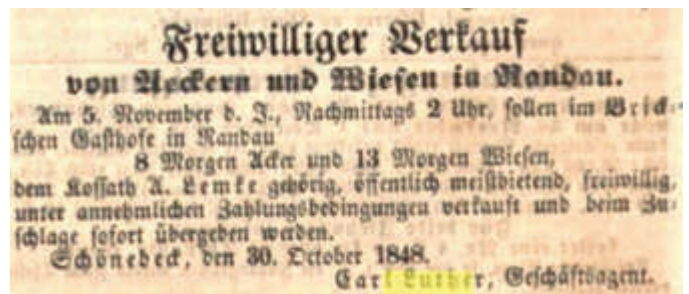 Freiwilliger Verkauf
von Aeckern und Wiesen in Randau.
Am 5. November d. J., Nachmittags 2 Uhr, sollen im Brick-
schen Gasthofe in Randau
8 Morgen Acker und 13 Morgen Wiesen,
dem Kossath A. Lemke gehörig, öffentlich meistbietend, freiwillig,
unter annehmlichen Zahlungsbedingungen verkauft und beim Zu-
schlage sofort übergeben werden.
Schönebeck, den 30. October 1848.
Carl Luther, Geschäftsagent.